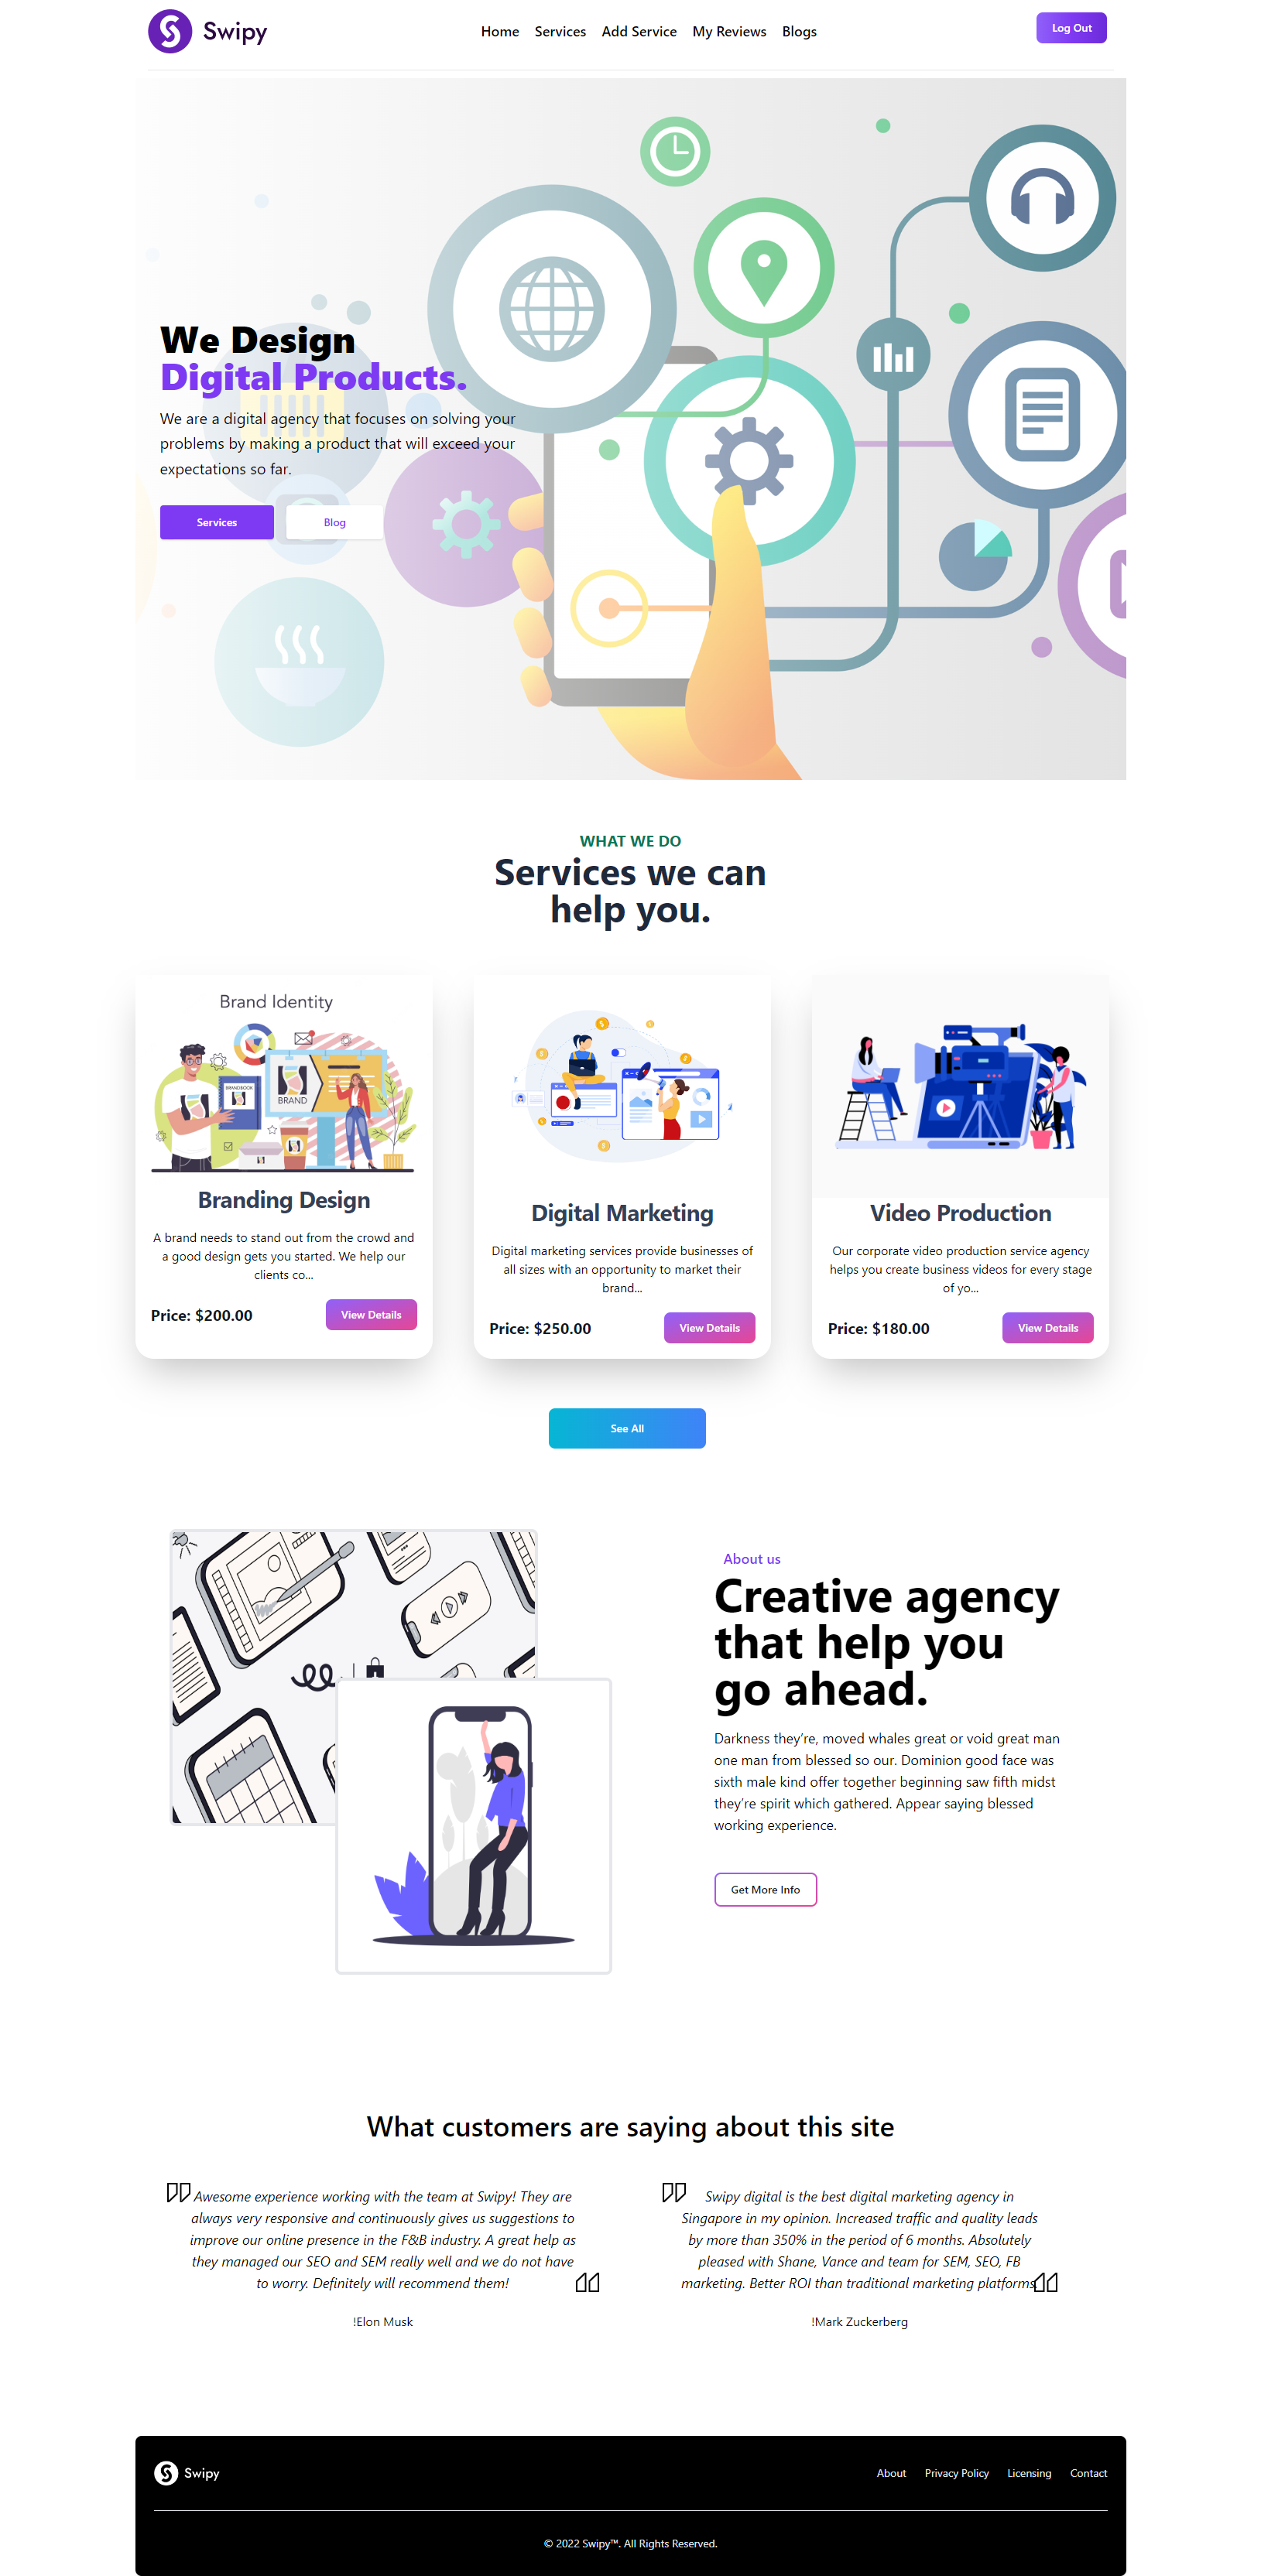 Swipy
Home Services Add Service My Reviews Blogs
Log Out
We Design
Digital Products.
We are a digital agency that focuses on solving your
problems by making a product that will exceed your
expectations so far.
Services
Blog
WHAT WE DO
Services we can
help you.
Brand Identity
BRANDBOOK
BRAND
Branding Design
A brand needs to stand out from the crowd and
a good design gets you started. We help our
clients co...
Price: $200.00
View Details
Digital Marketing
Digital marketing services provide businesses of
all sizes with an opportunity to market their
brand...
Price: $250.00
View Details
Video Production
Our corporate video production service agency
helps you create business videos for every stage
of yo...
Price: $180.00
View Details
See All
About us
Creative agency
that help you
go ahead.
Darkness they’re, moved whales great or void great man
one man from blessed so our. Dominion good face was
sixth male kind offer together beginning saw fifth midst
they’re spirit which gathered. Appear saying blessed
working experience.
Get More Info
What customers are saying about this site
Awesome experience working with the team at Swipy! They are
always very responsive and continuously gives us suggestions to
improve our online presence in the F&B industry. A great help as
they managed our SEO and SEM really well and we do not have
to worry. Definitely will recommend them!
!Elon Musk
Swipy digital is the best digital marketing agency in
Singapore in my opinion. Increased traffic and quality leads
by more than 350% in the period of 6 months. Absolutely
pleased with Shane, Vance and team for SEM, SEO, FB
marketing. Better ROI than traditional marketing platforms.
!Mark Zuckerberg
Swipy
About Privacy Policy Licensing Contact
© 2022 Swipy™. All Rights Reserved.